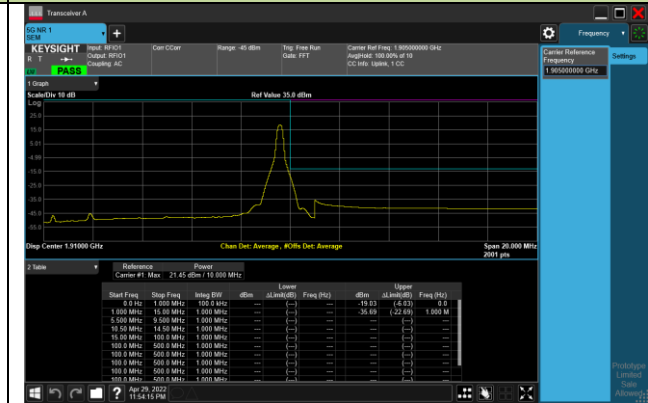 Transceiver A
5G NR 1
SEM
Frequency
KEYSIGHT
R T
LV
PASS
Input: RFIO1
Output: RFIO1
Coupling: AC
Corr CCorr
Range: -45 dBm
Trig: Free Run
Gate: FFT
Carrier Ref Freq: 1.905000000 GHz
Avg|Hold: 100.00% of 10
CC Info: Uplink, 1 CC
Carrier Reference
Frequency
1.905000000 GHz
Settings
1 Graph
Scale/Div 10 dB
Ref Value 35.0 dBm
Log
25.0
15.0
5.01
-4.99
-15.0
-25.0
-35.0
-45.0
-55.0
Disp Center 1.91000 GHz
Chan Det: Average , #Offs Det: Average
Span 20.000 MHz
2001 pts
2 Table
Reference Power
Carrier #1: Max 21.45 dBm / 10.000 MHz
Lower Upper
Start Freq Stop Freq Integ BW dBm ΔLimit(dB) Freq (Hz) dBm ΔLimit(dB) Freq (Hz)
0.0 Hz 1.000 MHz 100.0 kHz --- (---) --- -19.03 (-6.03) 0.0
1.000 MHz 15.00 MHz 1.000 MHz --- (---) --- -35.69 (-22.69) 1.000 M
5.500 MHz 9.500 MHz 1.000 MHz --- (---) --- --- (---) ---
10.50 MHz 14.50 MHz 1.000 MHz --- (---) --- --- (---) ---
15.00 MHz 100.0 MHz 1.000 MHz --- (---) --- --- (---) ---
100.0 MHz 500.0 MHz 1.000 MHz --- (---) --- --- (---) ---
100.0 MHz 500.0 MHz 1.000 MHz --- (---) --- --- (---) ---
100.0 MHz 500.0 MHz 1.000 MHz --- (---) --- --- (---) ---
100.0 MHz 500.0 MHz 1.000 MHz --- (---) --- --- (---) ---
100.0 MHz 500.0 MHz 1.000 MHz --- (---) --- --- (---) ---
Apr 29, 2022
11:54:15 PM
Prototype
Limited
Sale
Allowed